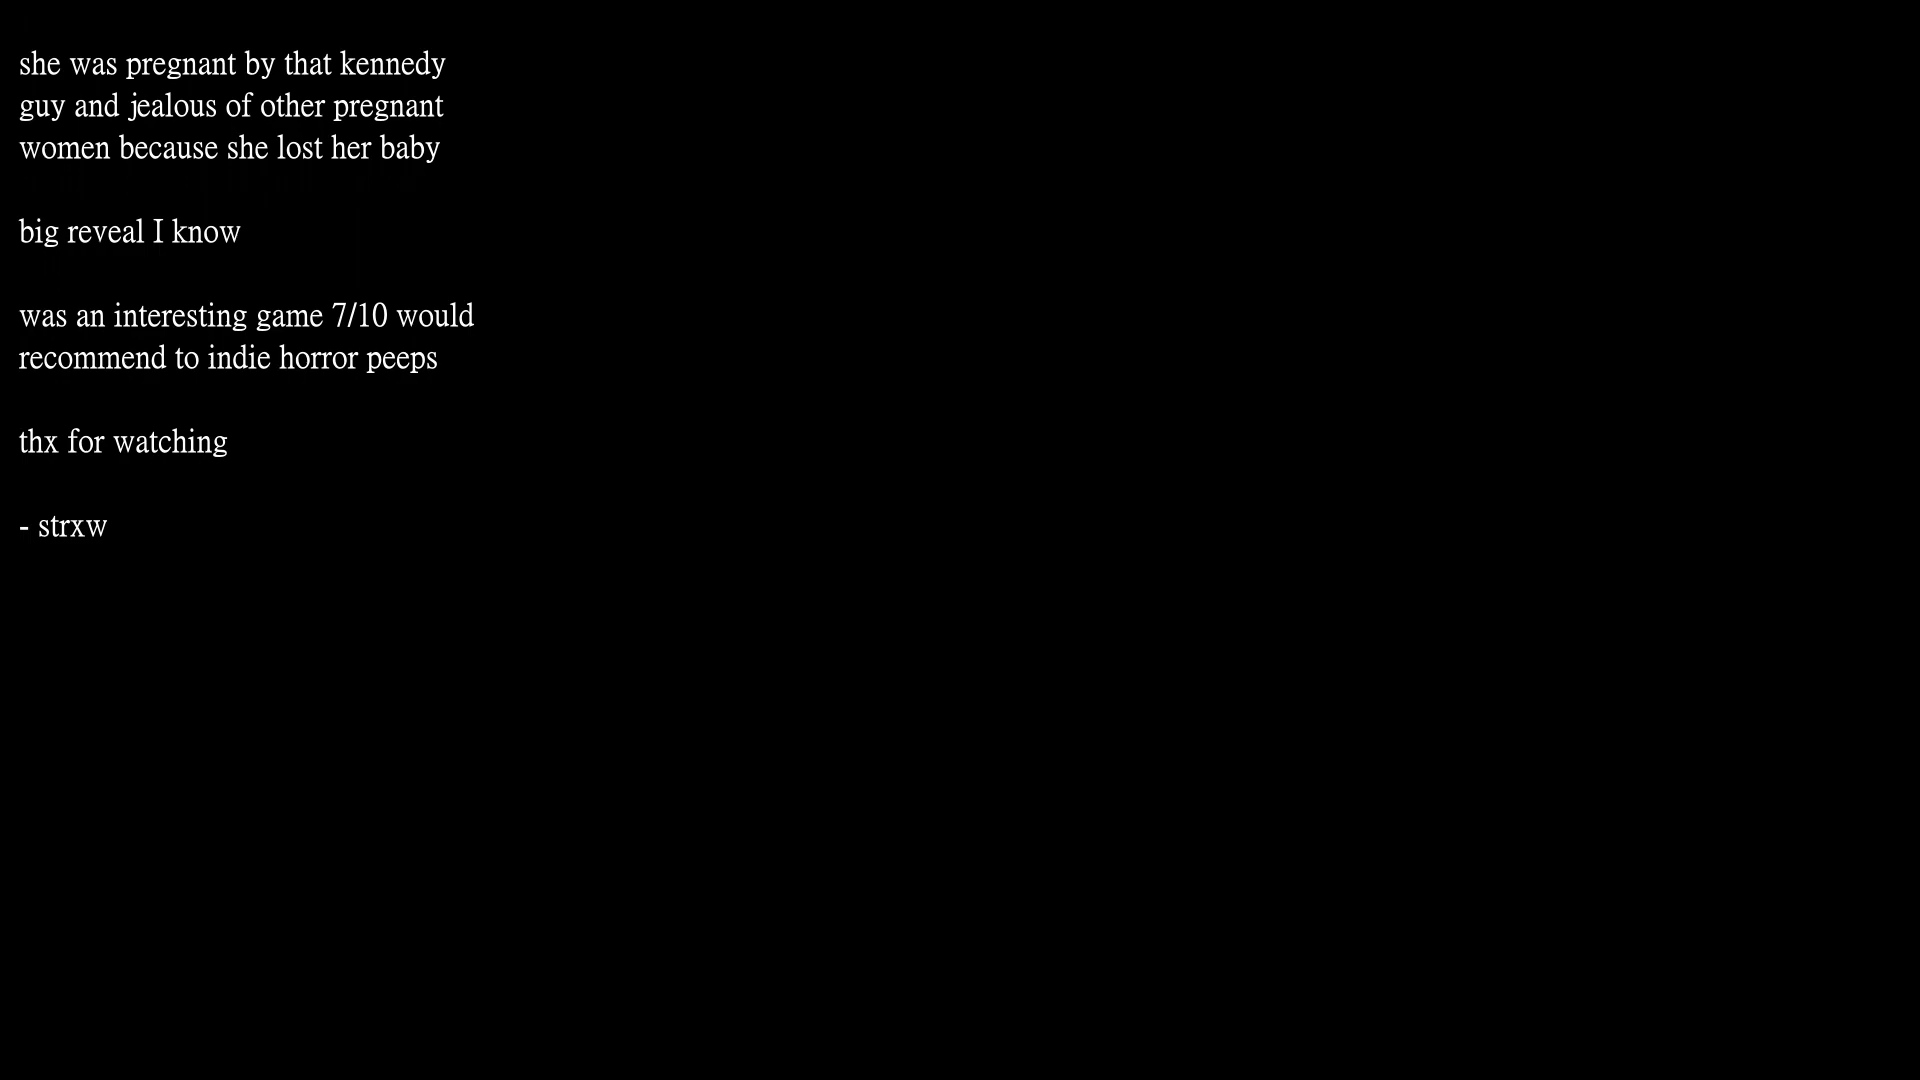 she was pregnant by that kennedy
guy and jealous of other pregnant
women because she lost her baby
big reveal I know
was an interesting game 7/10 would
recommend to indie horror peeps
thx for watching
- strxw